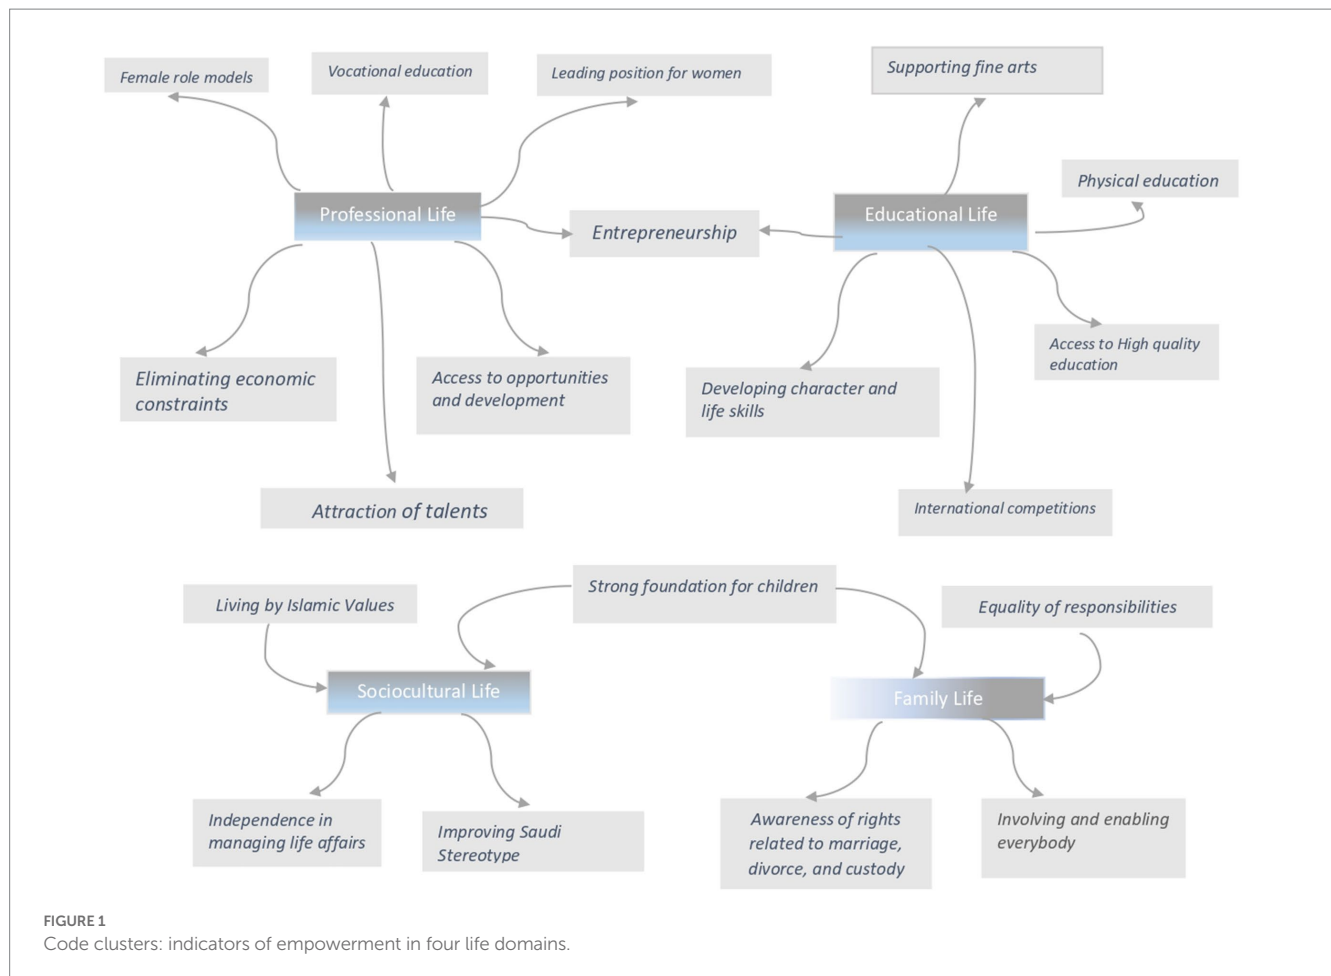 Female role models
Vocational education
Leading position for women
Supporting fine arts
Physical education
Professional Life
Entrepreneurship
Educational Life
Eliminating economic
constraints
Access to opportunities
and development
Developing character and
life skills
Access to High quality
education
Attraction of talents
International competitions
Living by Islamic Values
Strong foundation for children
Equality of responsibilities
Sociocultural Life
Family Life
Independence in
managing life affairs
Improving Saudi
Stereotype
Awareness of rights
related to marriage,
divorce, and custody
Involving and enabling
everybody
FIGURE 1
Code clusters: indicators of empowerment in four life domains.